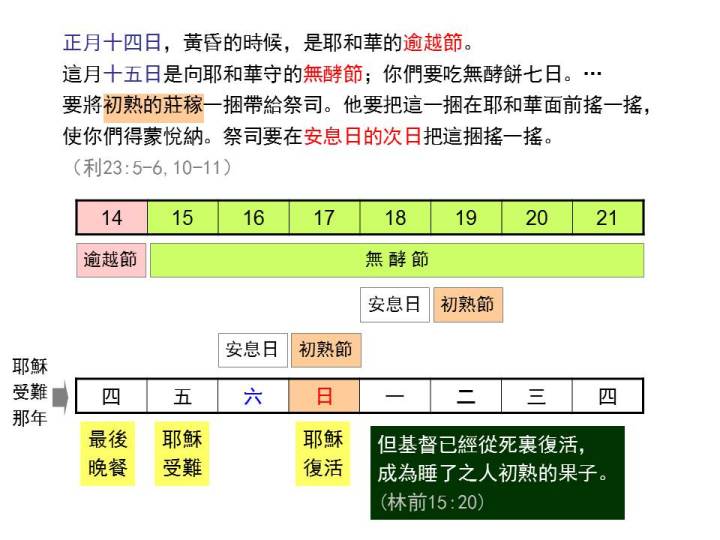 正月十四日，黃昏的時候，是耶和華的逾越節。
這月十五日是向耶和華守的無酵節；你們要吃無酵餅七日。…
要將初熟的莊稼一捆帶給祭司。他要把這一捆在耶和華面前搖一搖，
使你們得蒙悅納。祭司要在安息日的次日把這捆搖一搖。
（利23:5-6,10-11）
14 15 16 17 18 19 20 21
逾越節 無酵節
安息日 初熟節
安息日 初熟節
耶穌
受難
那年
四 五 六 日 一 二 三 四
最後
晚餐
耶穌
受難
耶穌
復活
但基督已經從死裏復活，
成為睡了之人初熟的果子。
(林前15:20)